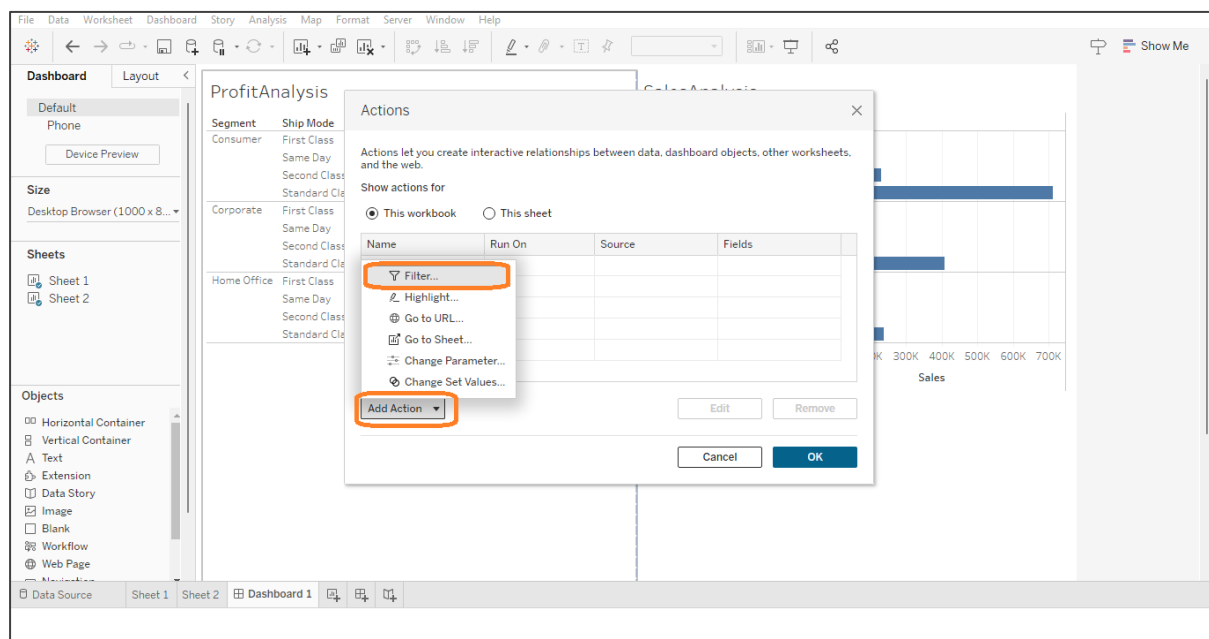 File Data Worksheet Dashboard Story Analysis Map Format Server Window Help
Show Me
Dashboard Layout
Default
Phone
Device Preview
Size
Desktop Browser (1000 x 8...
Sheets
Sheet 1
Sheet 2
Objects
Horizontal Container
Vertical Container
Text
Extension
Data Story
Image
Blank
Workflow
Web Page
ProfitAnalysis
Segment Ship Mode
Consumer First Class
Same Day
Second Class
Standard Cla
Corporate First Class
Same Day
Second Class
Standard Cla
Home Office First Class
Same Day
Second Class
Standard Cla
Actions
Actions let you create interactive relationships between data, dashboard objects, other worksheets,
and the web.
Show actions for
This workbook This sheet
Name Run On Source Fields
Filter...
Highlight...
Go to URL...
Go to Sheet...
Change Parameter...
Change Set Values...
Add Action Edit Remove
Cancel OK
300K 400K 500K 600K 700K
Sales
Data Source Sheet 1 Sheet 2 Dashboard 1